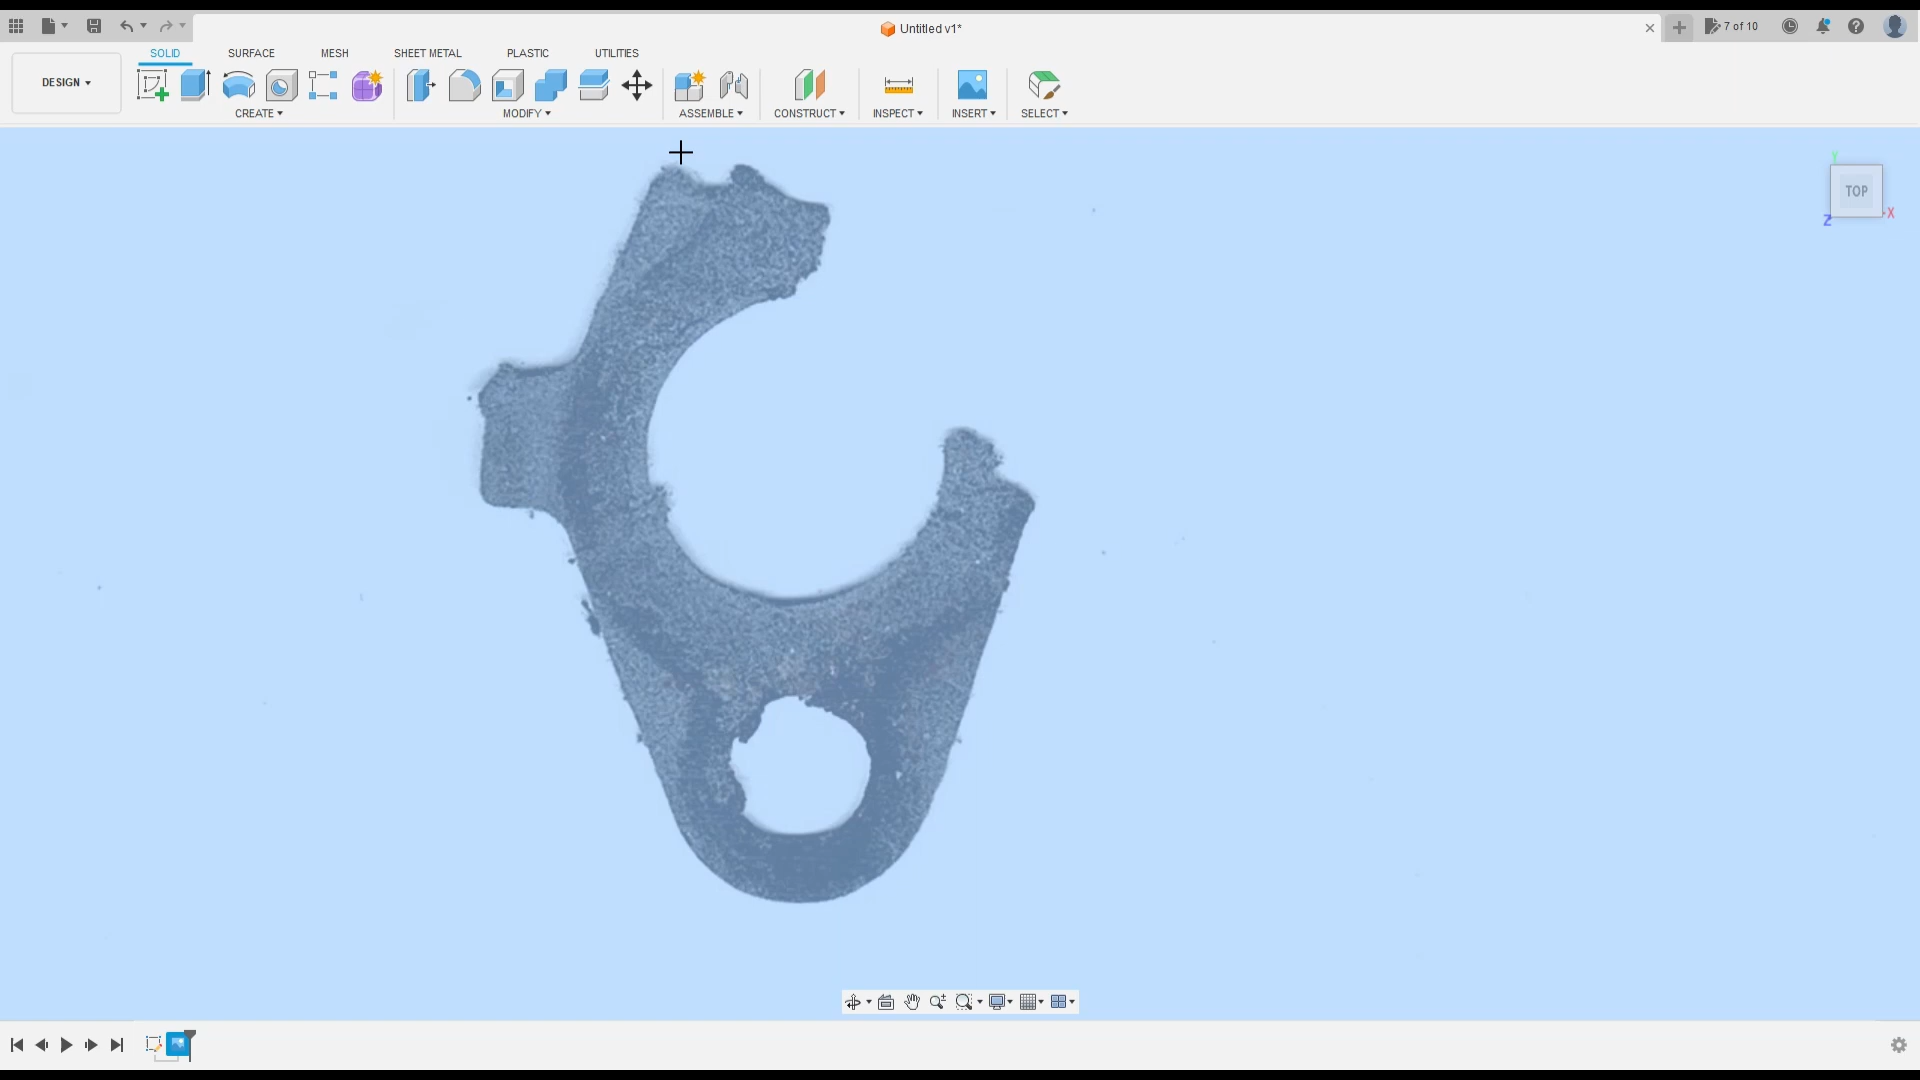 Untitled v1*
7 of 10
SOLID SURFACE MESH SHEET METAL PLASTIC UTILITIES
DESIGN
CREATE MODIFY ASSEMBLE CONSTRUCT INSPECT INSERT SELECT
Y
TOP
X
Z